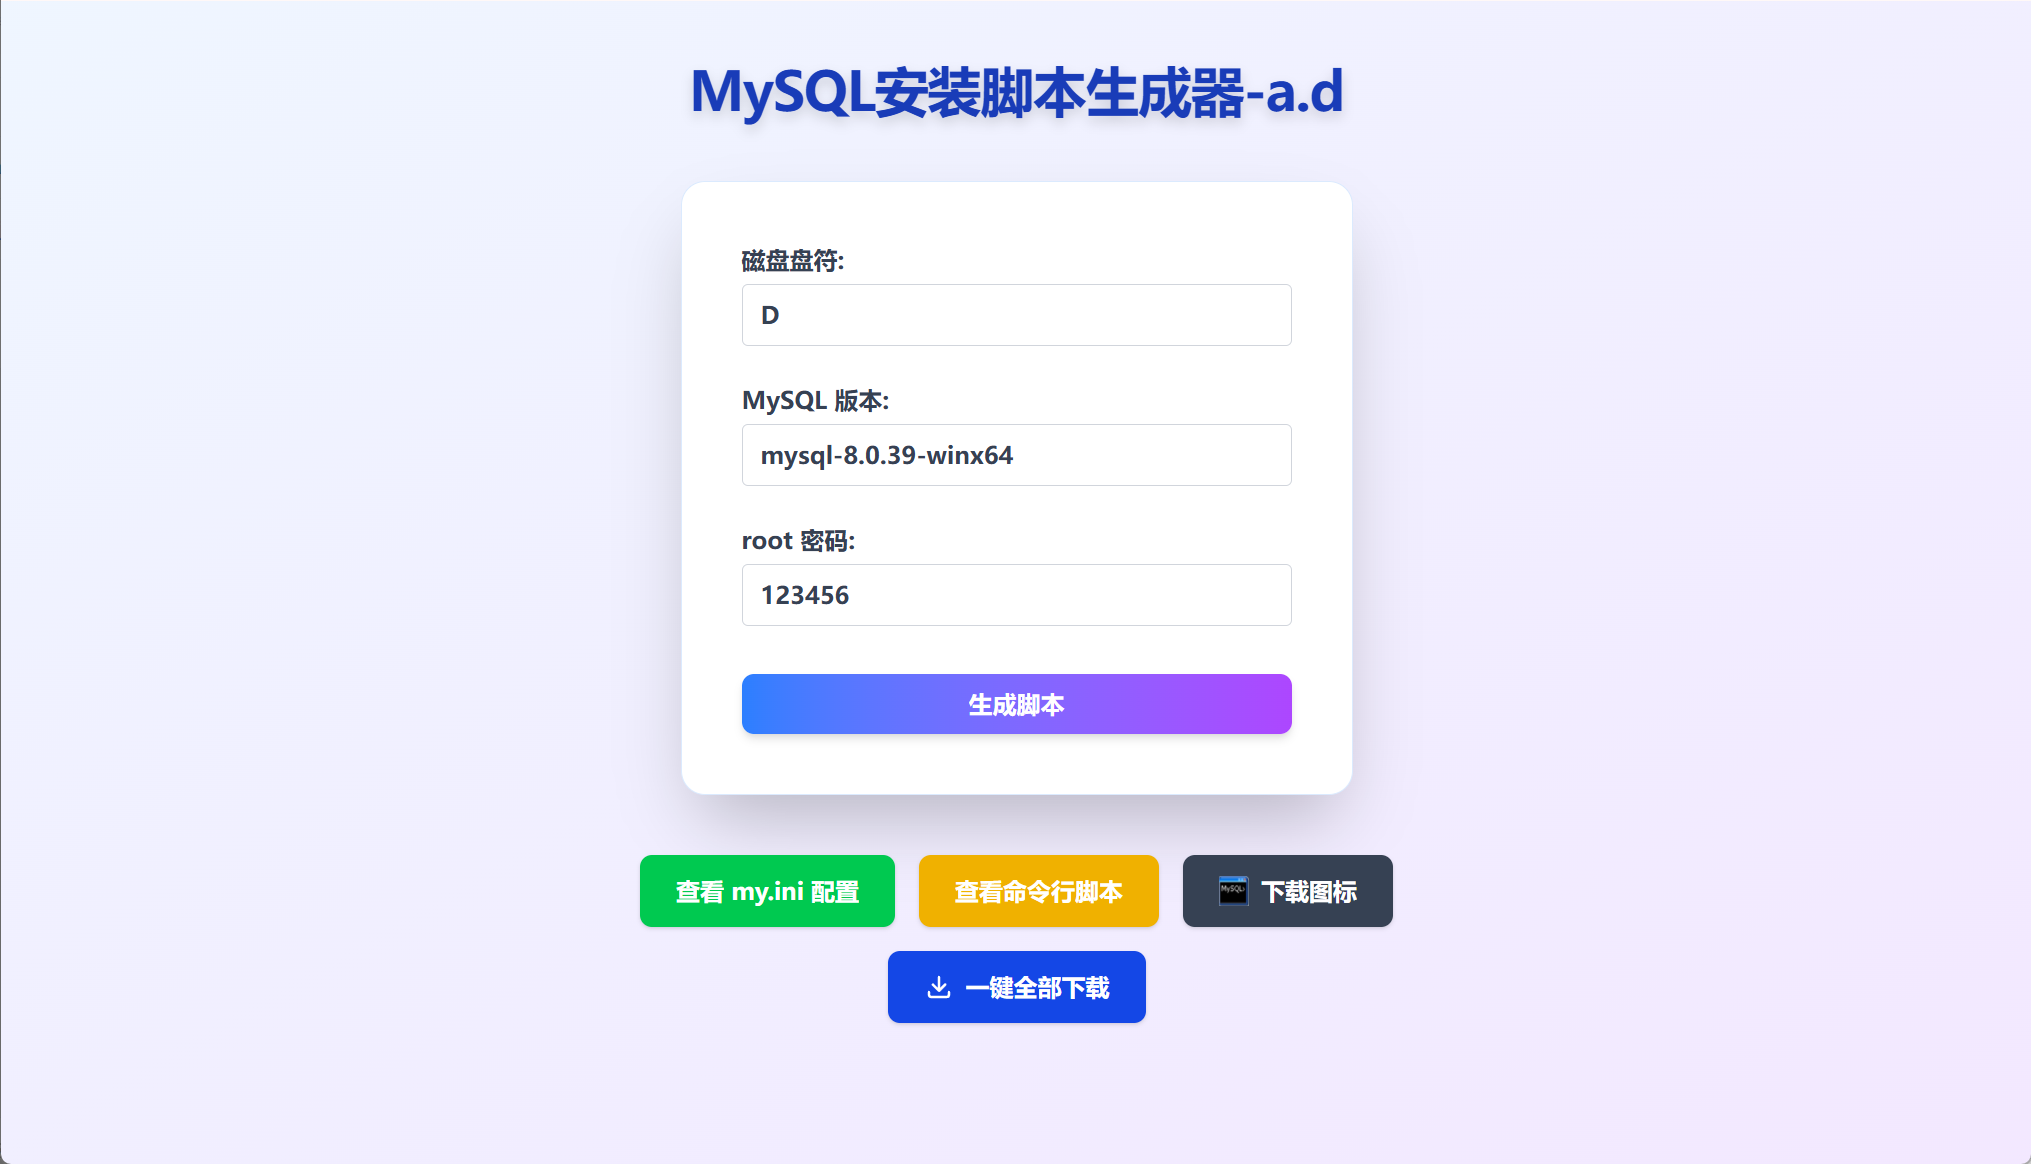 MySQL安装脚本生成器-a.d
磁盘盘符:
D
MySQL 版本:
mysql-8.0.39-winx64
root 密码:
123456
生成脚本
查看 my.ini 配置
查看命令行脚本
MySQL>
下载图标
一键全部下载